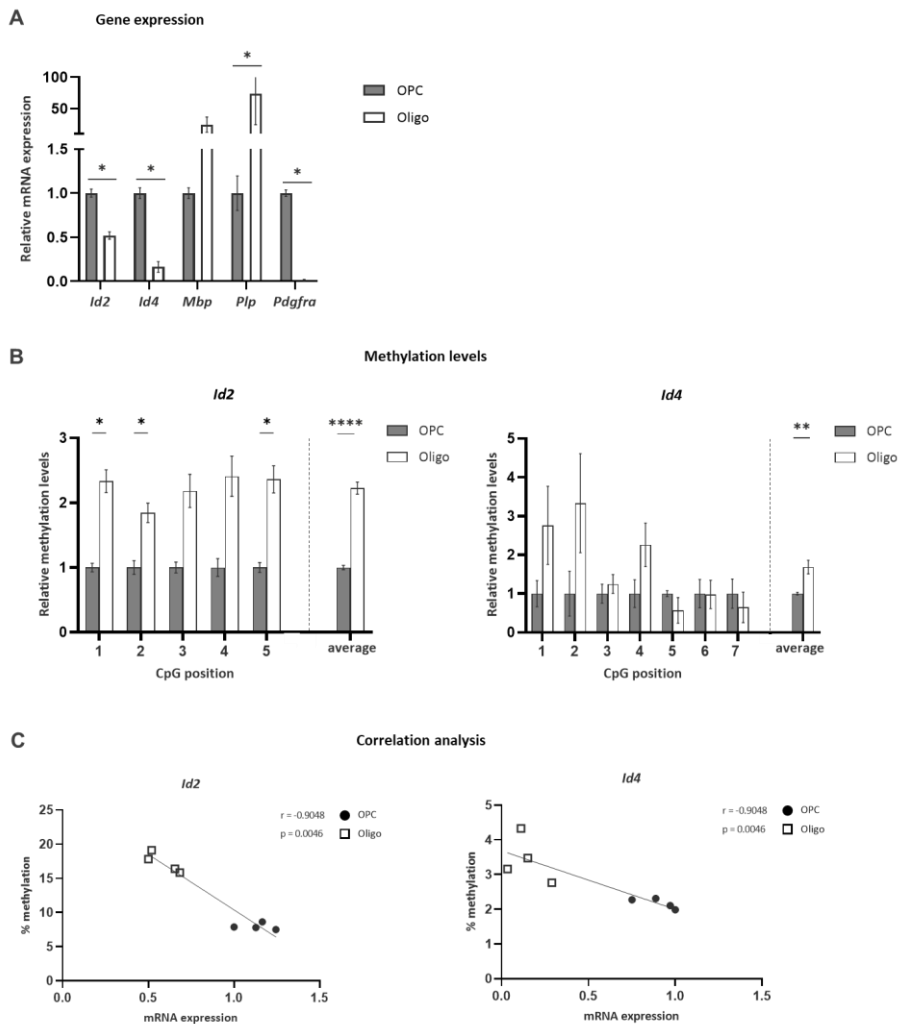 A
Gene expression
*
100
50
1.5
1.0
0.5
0.0
Relative mRNA expression
* * *
Id2 Id4 Mbp Plp Pdgfra
OPC
Oligo
B
Methylation levels
Id2
* * * ****
3
2
1
0
Relative methylation levels
1 2 3 4 5 average
CpG position
OPC
Oligo
Id4
**
5
4
3
2
1
0
Relative methylation levels
1 2 3 4 5 6 7 average
CpG position
OPC
Oligo
C
Correlation analysis
Id2
25
20
15
10
5
0
% methylation
r = -0.9048 OPC
p = 0.0046 Oligo
0.0 0.5 1.0 1.5
mRNA expression
Id4
5
4
3
2
1
0
% methylation
r = -0.9048 OPC
p = 0.0046 Oligo
0.0 0.5 1.0 1.5
mRNA expression